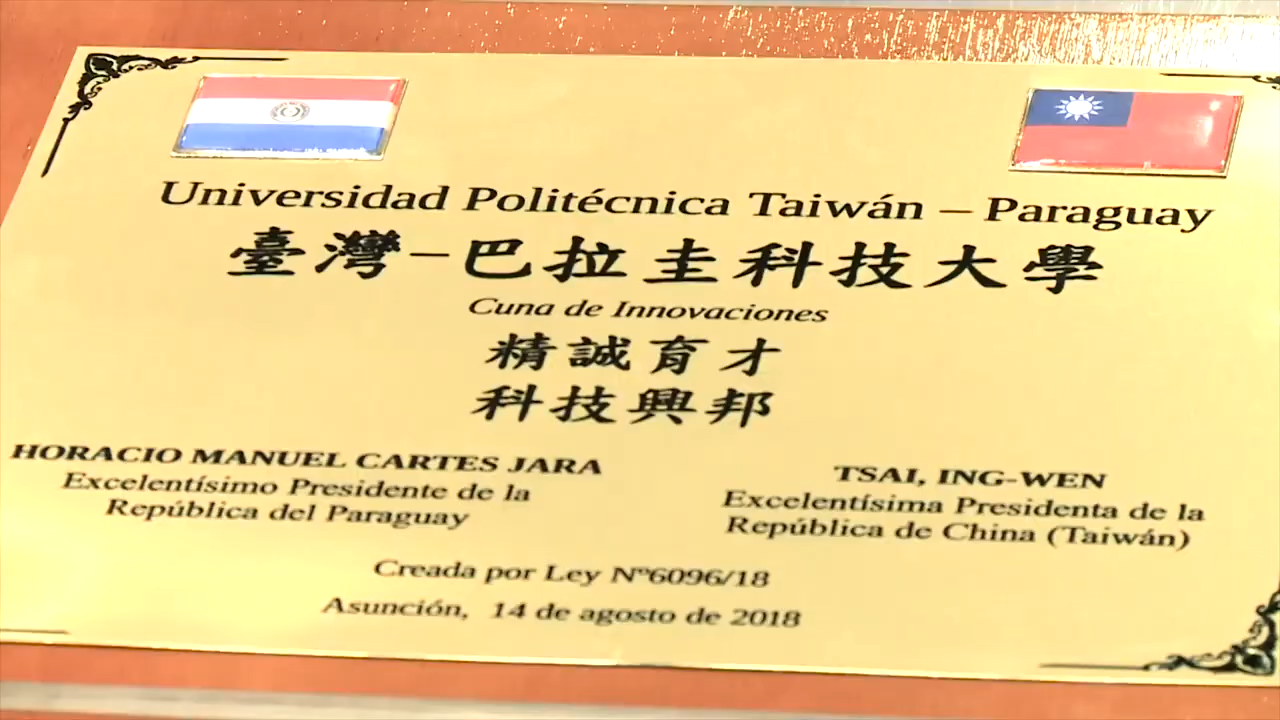 Universidad Politécnica Taiwán – Paraguay
臺灣–巴拉圭科技大學
Cuna de Innovaciones
精誠育才
科技興邦
HORACIO MANUEL CARTES JARA
Excelentísimo Presidente de la
República del Paraguay
TSAI, ING-WEN
Excelentísima Presidenta de la
República de China (Taiwán)
Creada por Ley Nº6096/18
Asunción, 14 de agosto de 2018